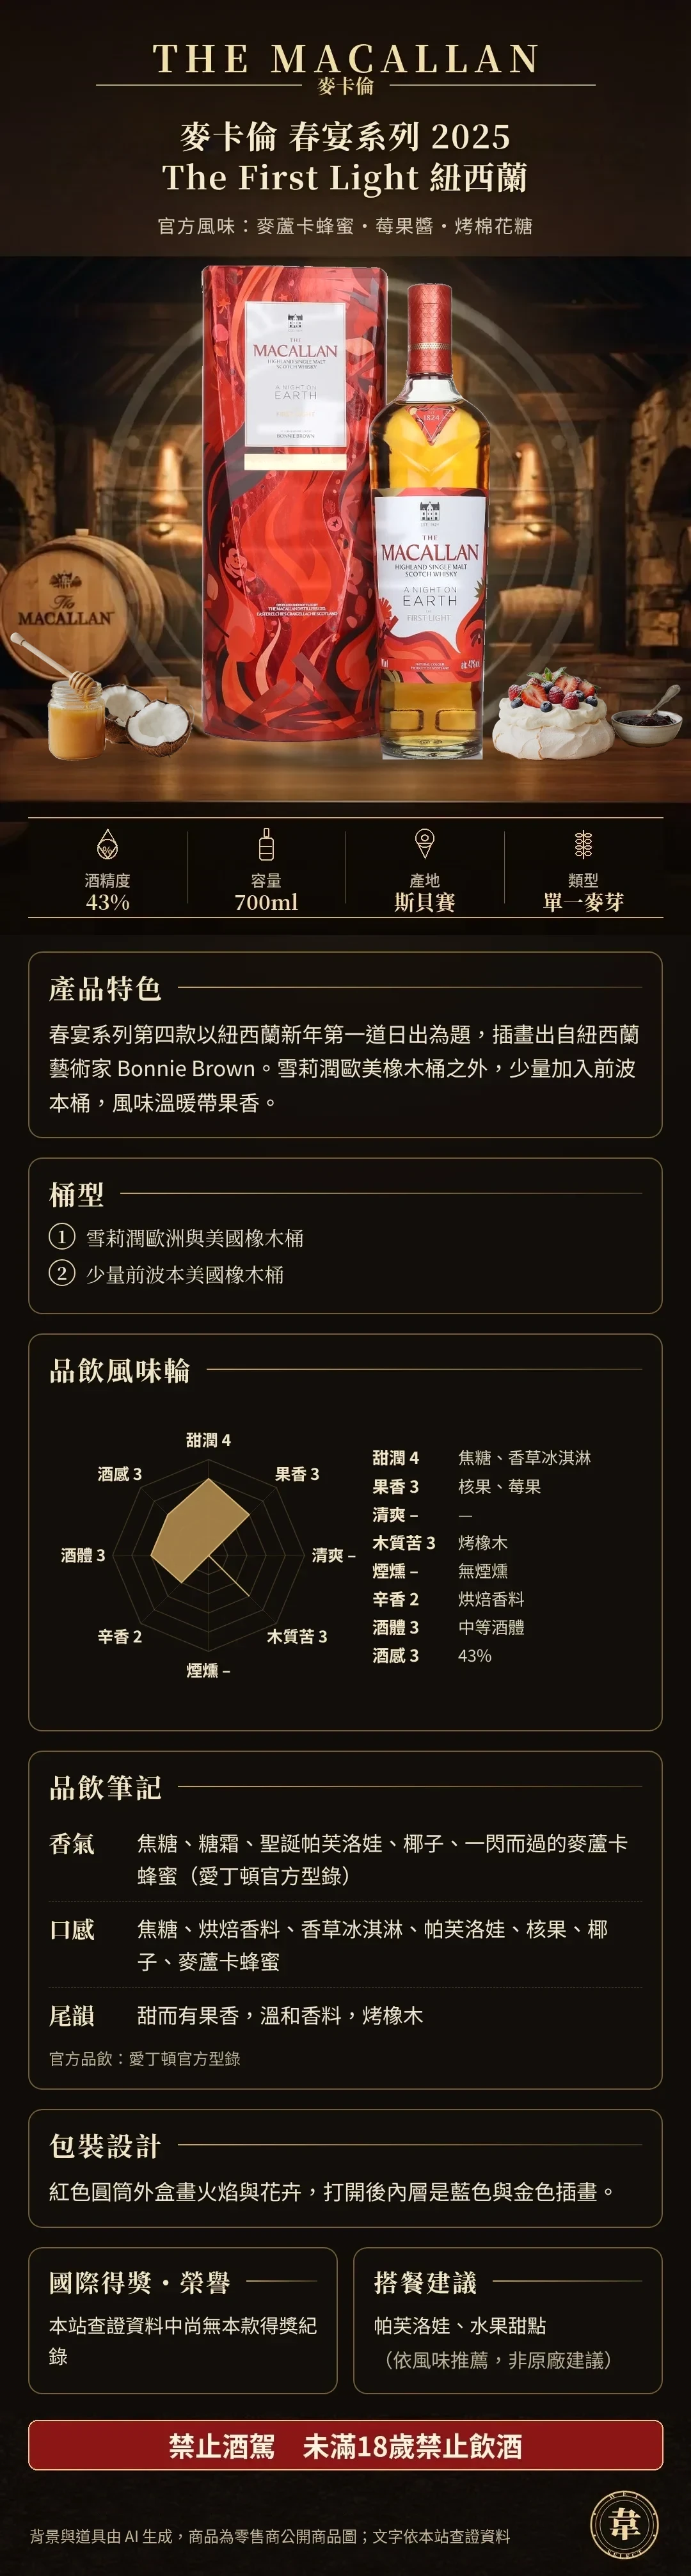 THE MACALLAN
麥卡倫
麥卡倫 春宴系列 2025
The First Light 紐西蘭
官方風味：麥蘆卡蜂蜜・莓果醬・烤棉花糖
THE
MACALLAN
HIGHLAND SINGLE MALT
SCOTCH WHISKY
A NIGHT ON
EARTH
BONNIE BROWN
1824
THE
MACALLAN
HIGHLAND SINGLE MALT
SCOTCH WHISKY
A NIGHT ON
EARTH
FIRST LIGHT
The
MACALLAN
酒精度
43%
容量
700ml
產地
斯貝賽
類型
單一麥芽
產品特色
春宴系列第四款以紐西蘭新年第一道日出為題，插畫出自紐西蘭
藝術家 Bonnie Brown。雪莉潤歐美橡木桶之外，少量加入前波
本桶，風味溫暖帶果香。
桶型
1 雪莉潤歐洲與美國橡木桶
2 少量前波本美國橡木桶
品飲風味輪
甜潤 4
果香 3
清爽 –
木質苦 3
煙燻 –
辛香 2
酒體 3
酒感 3
甜潤 4 焦糖、香草冰淇淋
果香 3 核果、莓果
清爽 – —
木質苦 3 烤橡木
煙燻 – 無煙燻
辛香 2 烘焙香料
酒體 3 中等酒體
酒感 3 43%
品飲筆記
香氣 焦糖、糖霜、聖誕帕芙洛娃、椰子、一閃而過的麥蘆卡
蜂蜜（愛丁頓官方型錄）
口感 焦糖、烘焙香料、香草冰淇淋、帕芙洛娃、核果、椰
子、麥蘆卡蜂蜜
尾韻 甜而有果香，溫和香料，烤橡木
官方品飲：愛丁頓官方型錄
包裝設計
紅色圓筒外盒畫火焰與花卉，打開後內層是藍色與金色插畫。
國際得獎・榮譽
本站查證資料中尚無本款得獎紀
錄
搭餐建議
帕芙洛娃、水果甜點
（依風味推薦，非原廠建議）
禁止酒駕 未滿18歲禁止飲酒
背景與道具由 AI 生成，商品為零售商公開商品圖；文字依本站查證資料
韋